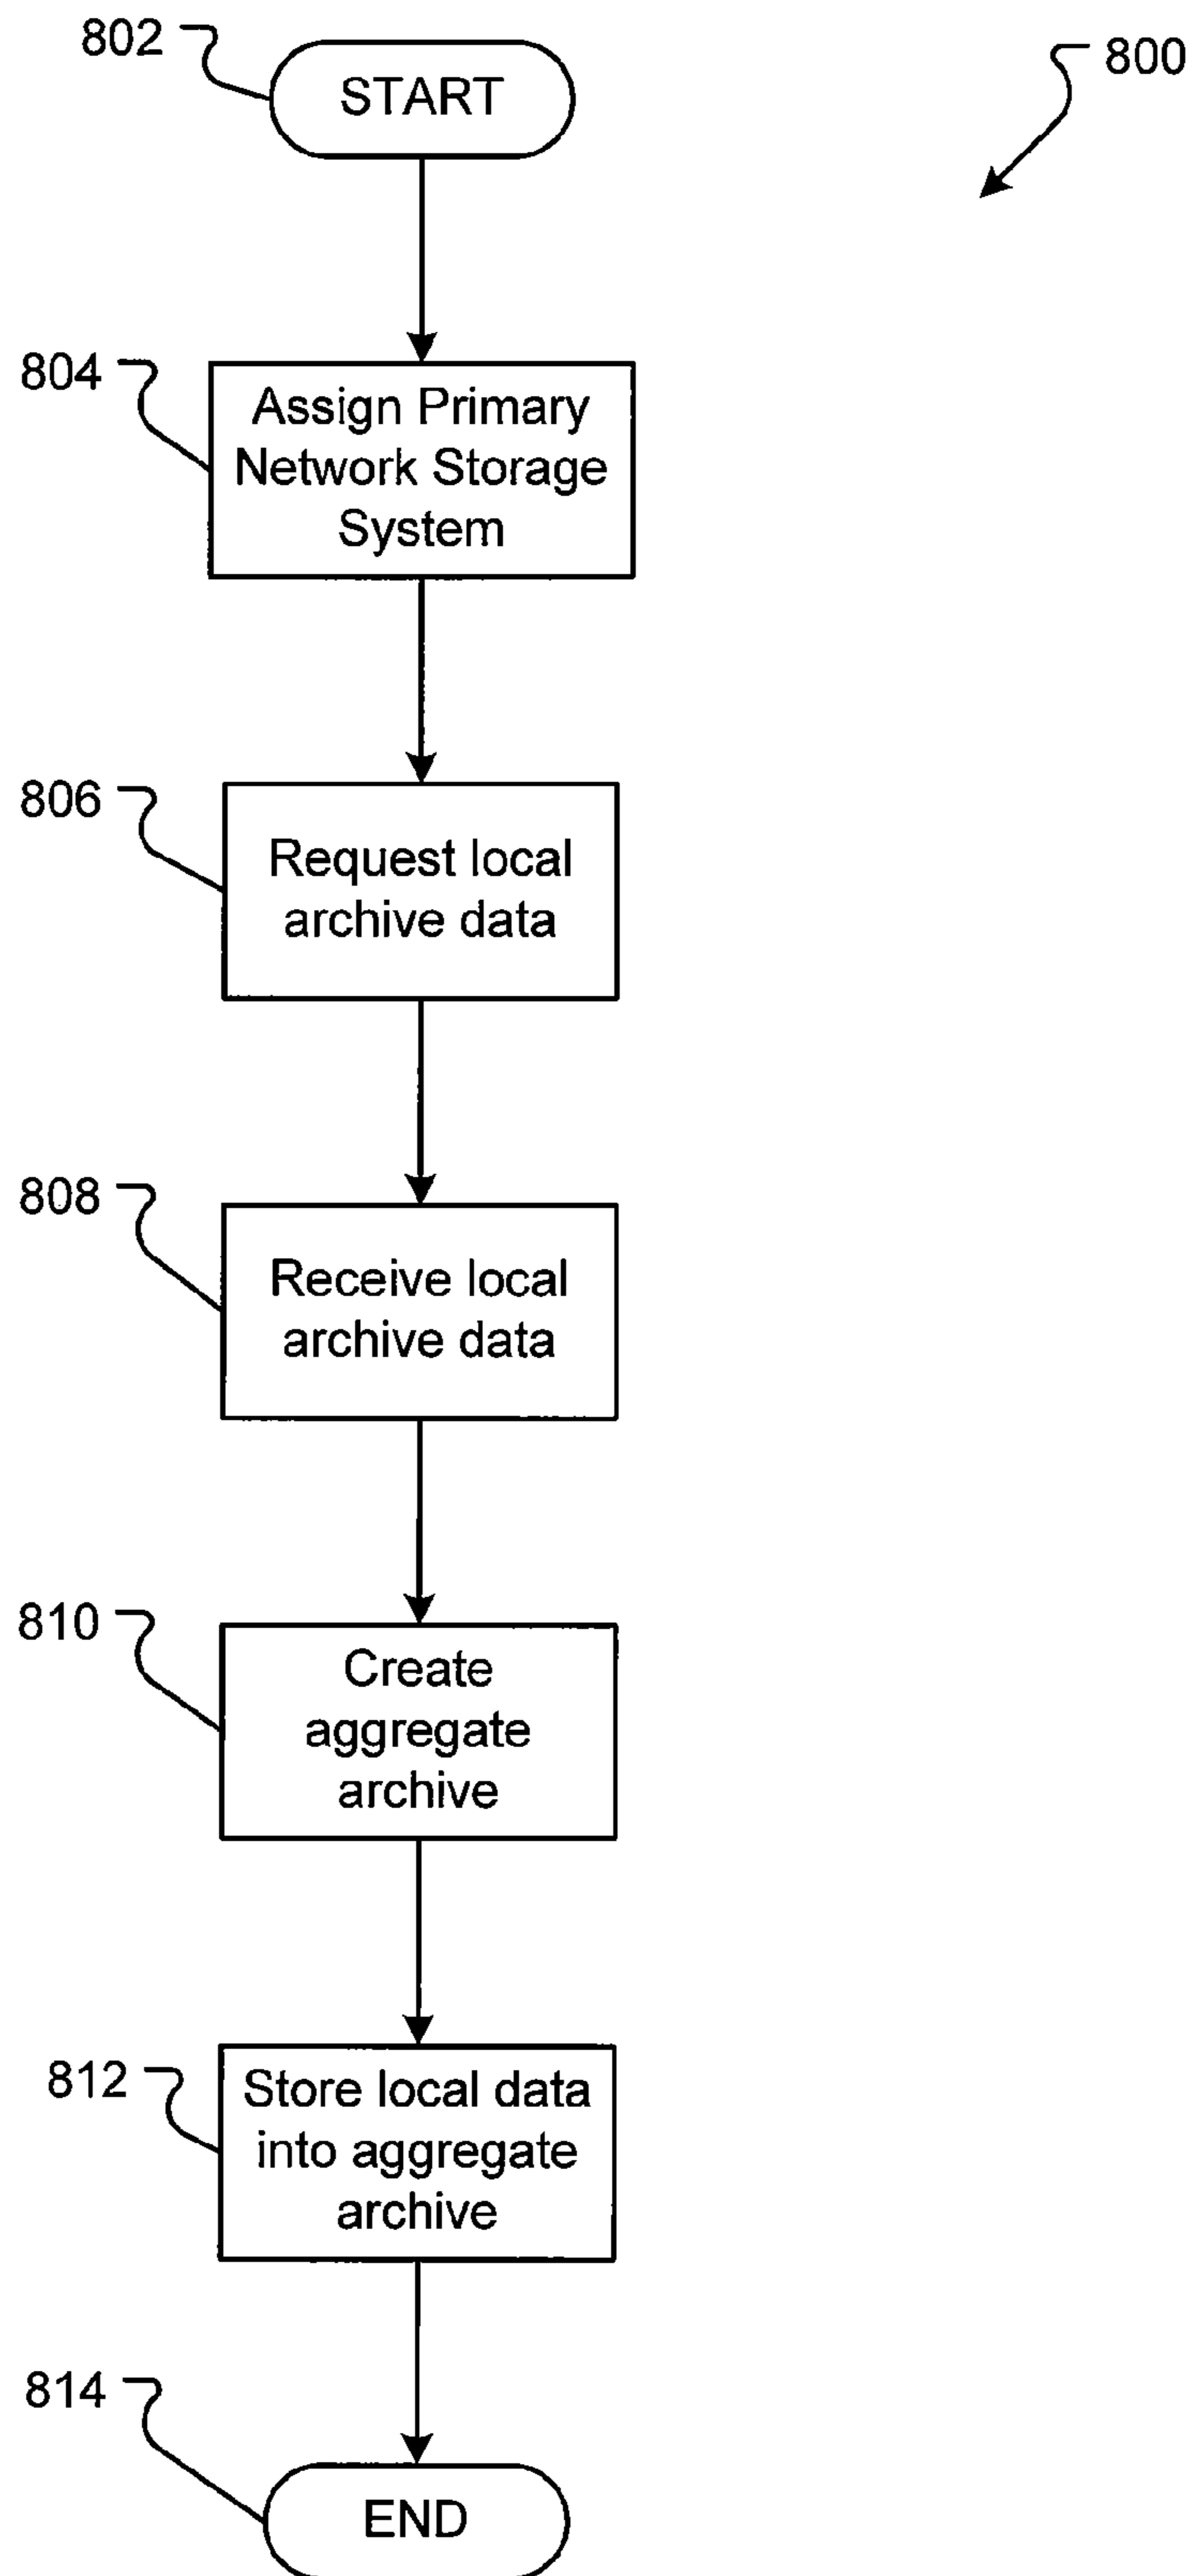 802
START
800
804
Assign Primary
Network Storage
System
806
Request local
archive data
808
Receive local
archive data
810
Create
aggregate
archive
812
Store local data
into aggregate
archive
814
END